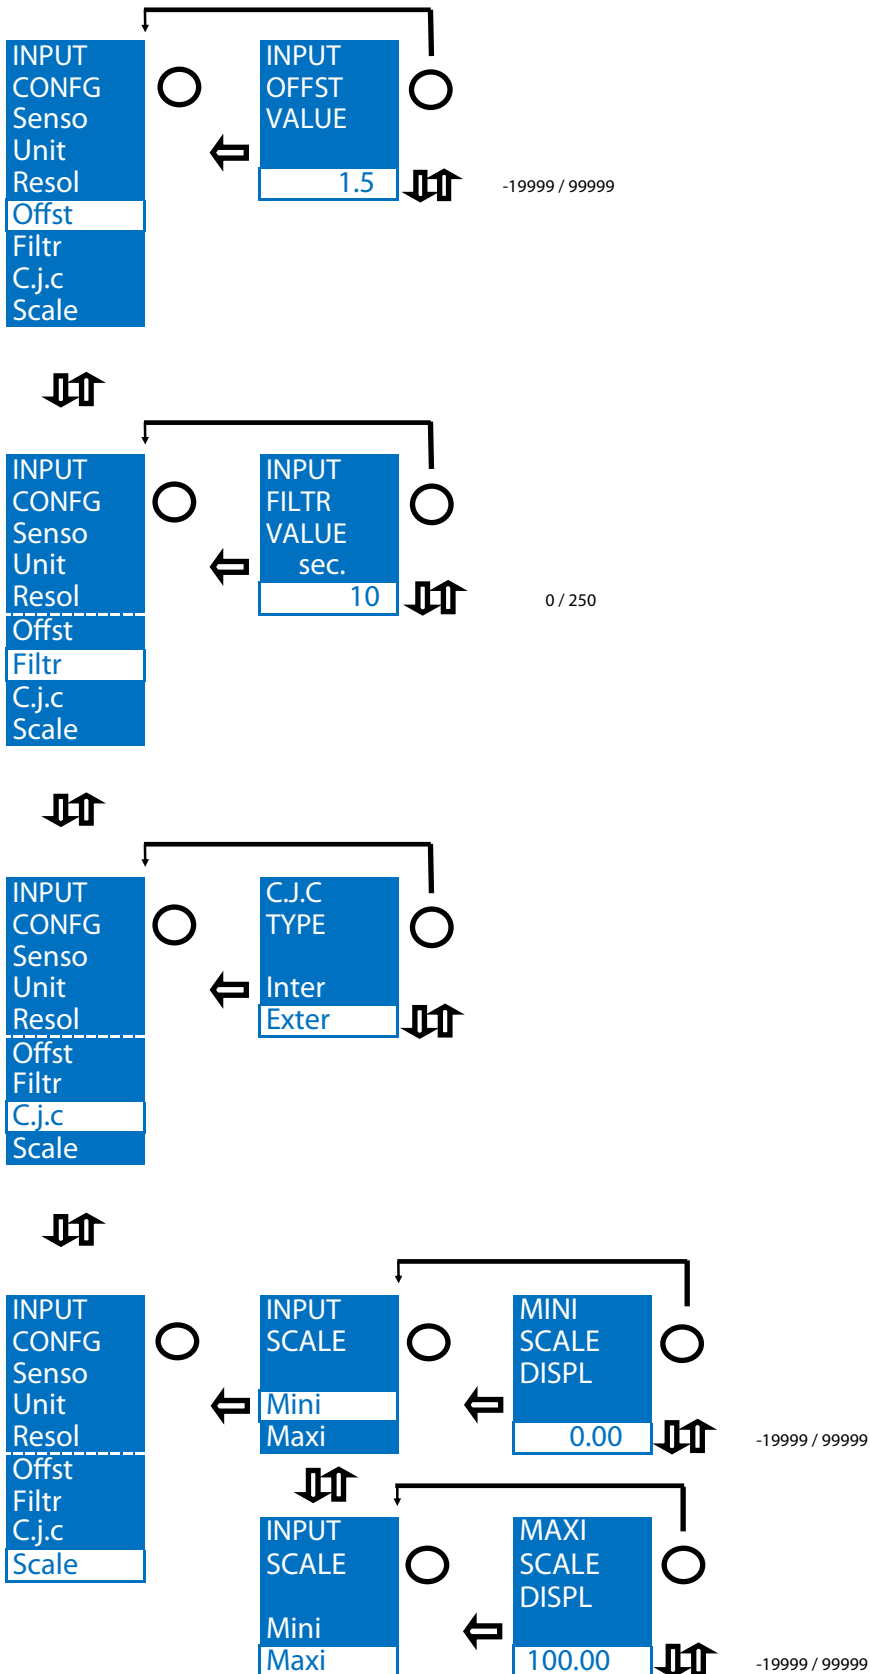 INPUT
CONFG
Senso
Unit
Resol
Offst
Filtr
C.j.c
Scale
INPUT
OFFST
VALUE
1.5
-19999 / 99999
INPUT
CONFG
Senso
Unit
Resol
Offst
Filtr
C.j.c
Scale
INPUT
FILTR
VALUE
sec.
10
0 / 250
INPUT
CONFG
Senso
Unit
Resol
Offst
Filtr
C.j.c
Scale
C.J.C
TYPE
Inter
Exter
INPUT
CONFG
Senso
Unit
Resol
Offst
Filtr
C.j.c
Scale
INPUT
SCALE
Mini
Maxi
MINI
SCALE
DISPL
0.00
-19999 / 99999
INPUT
SCALE
Mini
Maxi
MAXI
SCALE
DISPL
100.00
-19999 / 99999